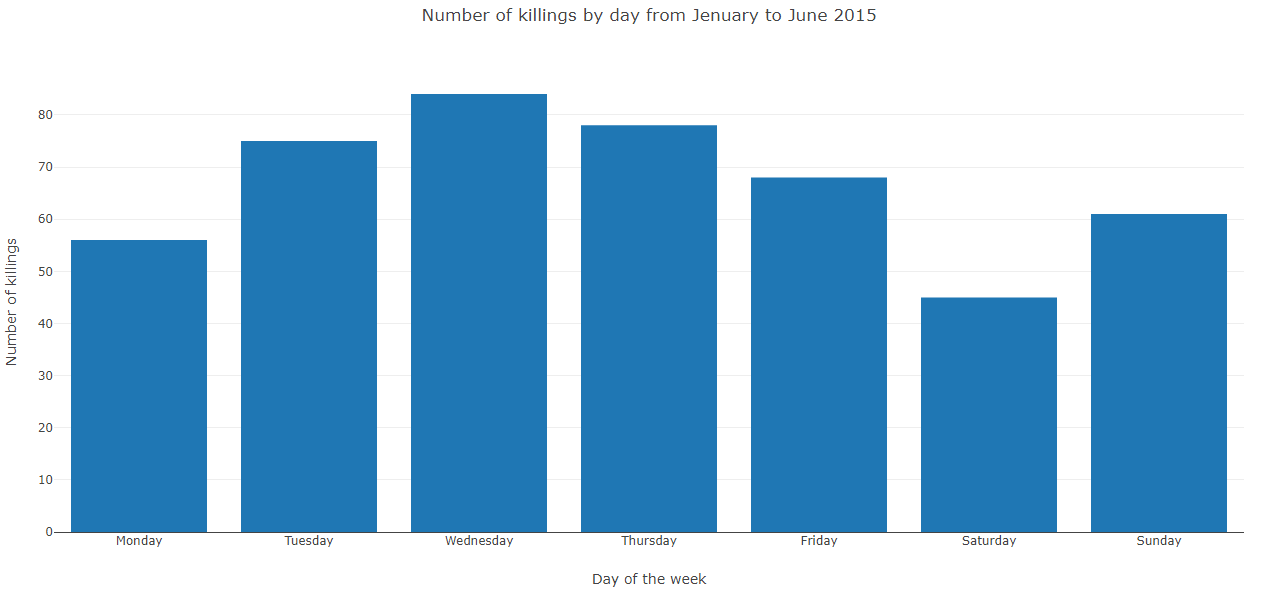 Number of killings by day from Jenuary to June 2015
Number of killings
80
70
60
50
40
30
20
10
0
Monday Tuesday Wednesday Thursday Friday Saturday Sunday
Day of the week